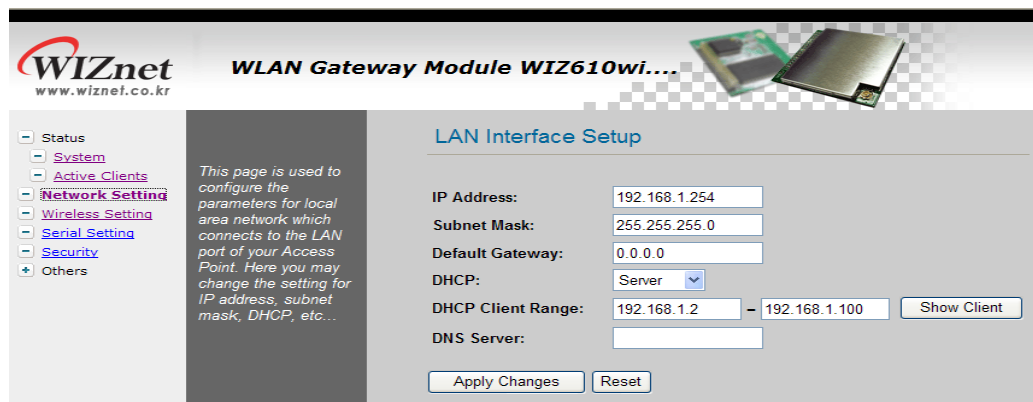 WIZnet
www.wiznet.co.kr
WLAN Gateway Module WIZ610wi....
Status
System
Active Clients
Network Setting
Wireless Setting
Serial Setting
Security
Others
This page is used to
configure the
parameters for local
area network which
connects to the LAN
port of your Access
Point. Here you may
change the setting for
IP address, subnet
mask, DHCP, etc...
LAN Interface Setup
IP Address: 192.168.1.254
Subnet Mask: 255.255.255.0
Default Gateway: 0.0.0.0
DHCP: Server
DHCP Client Range: 192.168.1.2 – 192.168.1.100 Show Client
DNS Server:
Apply Changes Reset